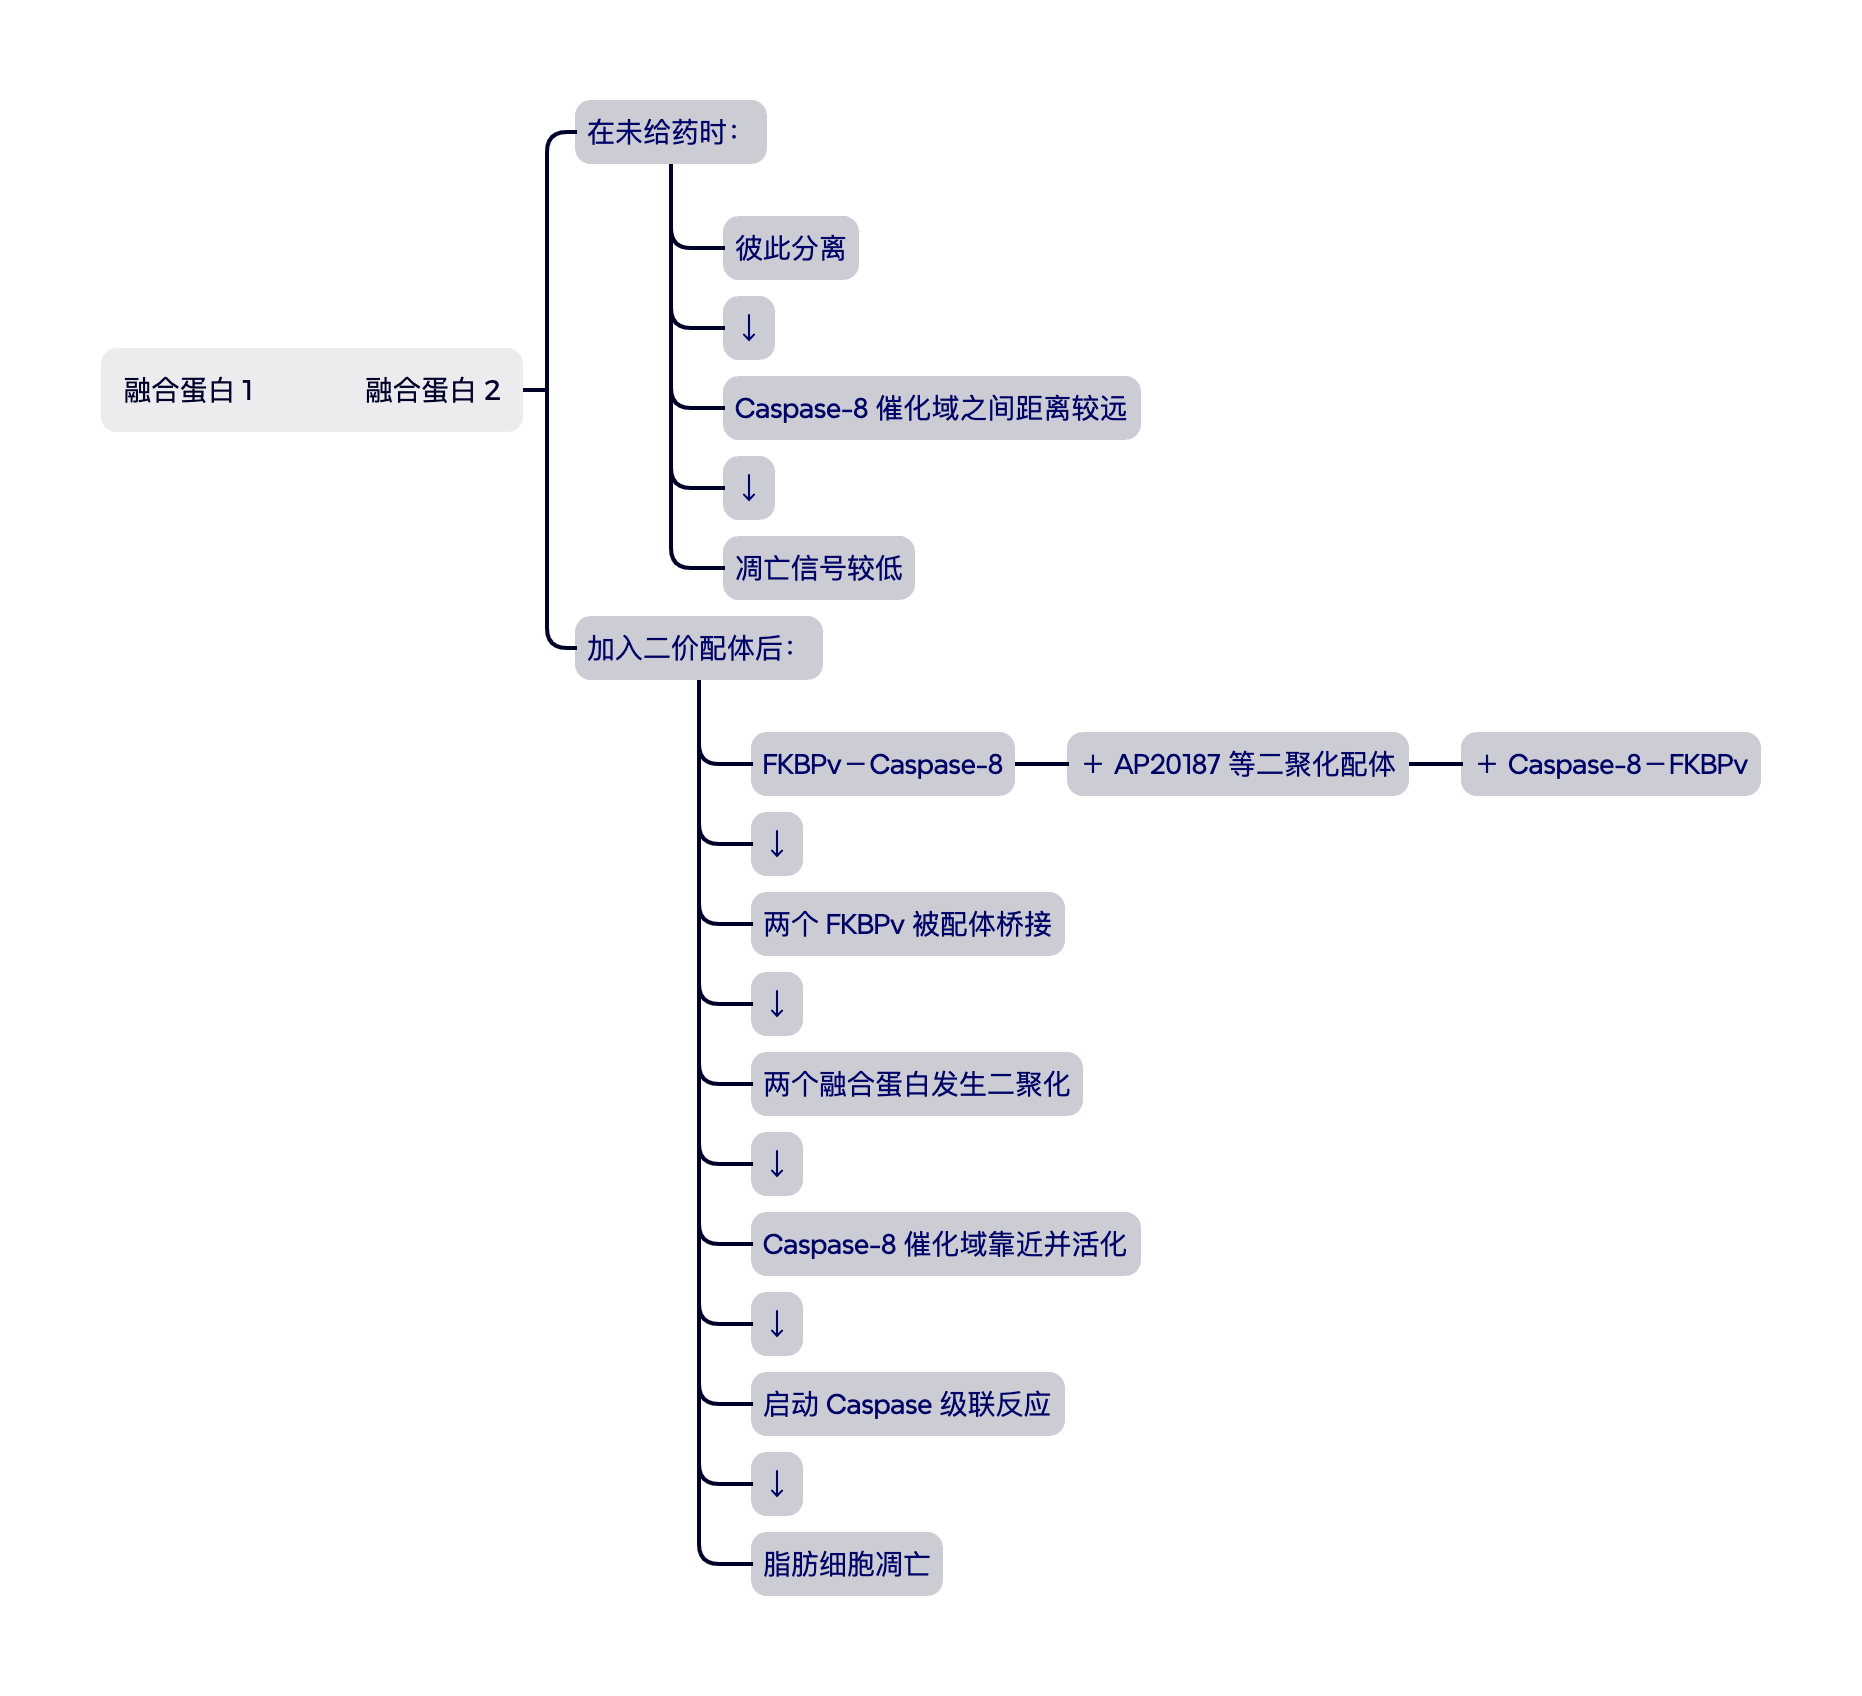 融合蛋白 1 融合蛋白 2
在未给药时：
彼此分离
↓
Caspase-8 催化域之间距离较远
↓
凋亡信号较低
加入二价配体后：
FKBPv－Caspase-8
＋ AP20187 等二聚化配体
＋ Caspase-8－FKBPv
↓
两个 FKBPv 被配体桥接
↓
两个融合蛋白发生二聚化
↓
Caspase-8 催化域靠近并活化
↓
启动 Caspase 级联反应
↓
脂肪细胞凋亡